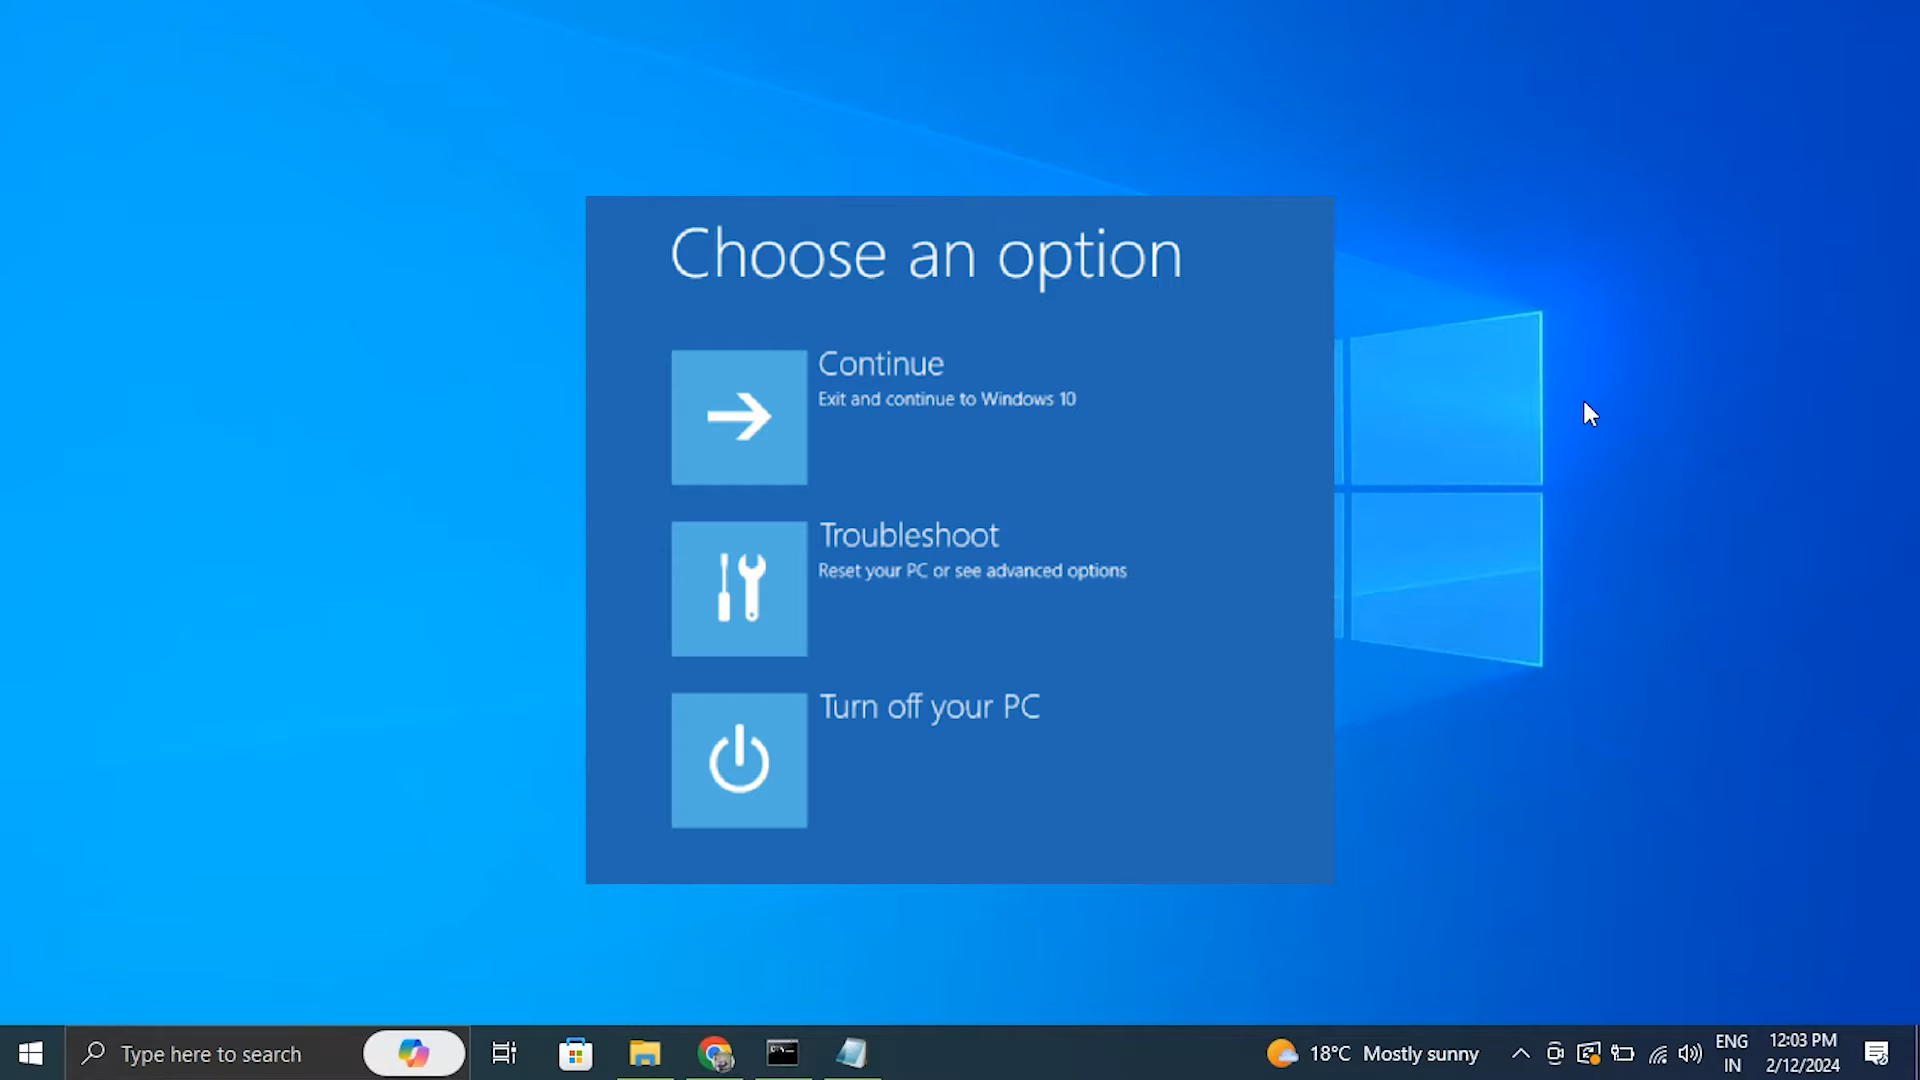 Choose an option
Continue
Exit and continue to Windows 10
Troubleshoot
Reset your PC or see advanced options
Turn off your PC
Type here to search
18°C Mostly sunny
ENG
IN
12:03 PM
2/12/2024